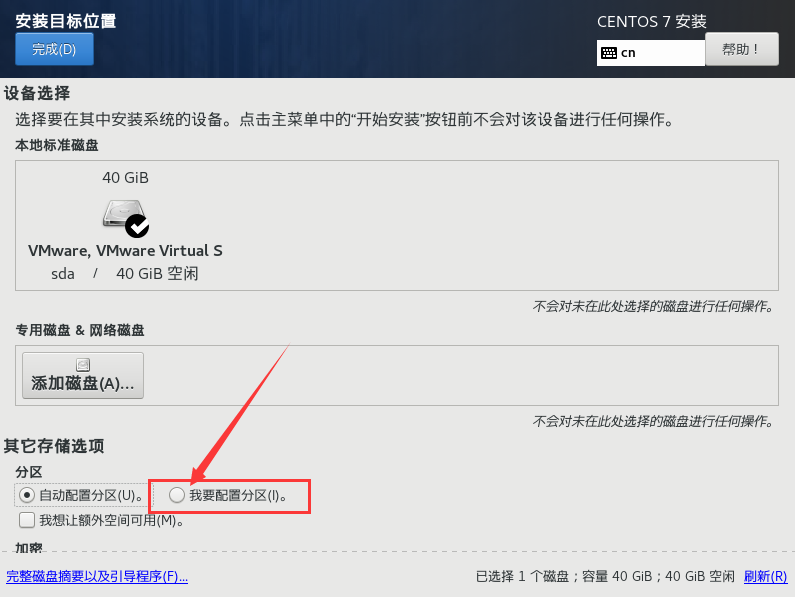 安装目标位置
CENTOS 7 安装
完成(D)
cn
帮助！
设备选择
选择要在其中安装系统的设备。点击主菜单中的“开始安装”按钮前不会对该设备进行任何操作。
本地标准磁盘
40 GiB
VMware, VMware Virtual S
sda / 40 GiB 空闲
不会对未在此处选择的磁盘进行任何操作。
专用磁盘 & 网络磁盘
添加磁盘(A)...
不会对未在此处选择的磁盘进行任何操作。
其它存储选项
分区
自动配置分区(U)。 我要配置分区(I)。
我想让额外空间可用(M)。
加密
完整磁盘摘要以及引导程序(F)... 已选择 1 个磁盘；容量 40 GiB；40 GiB 空闲 刷新(R)